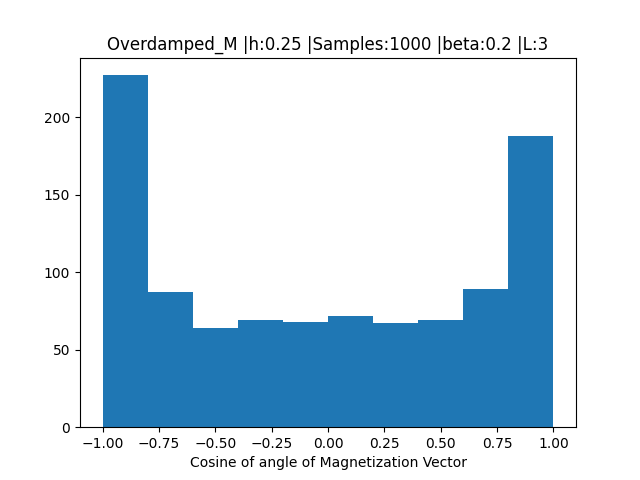 Overdamped_M |h:0.25 |Samples:1000 |beta:0.2 |L:3
200
150
100
50
0
−1.00 −0.75 −0.50 −0.25 0.00 0.25 0.50 0.75 1.00
Cosine of angle of Magnetization Vector